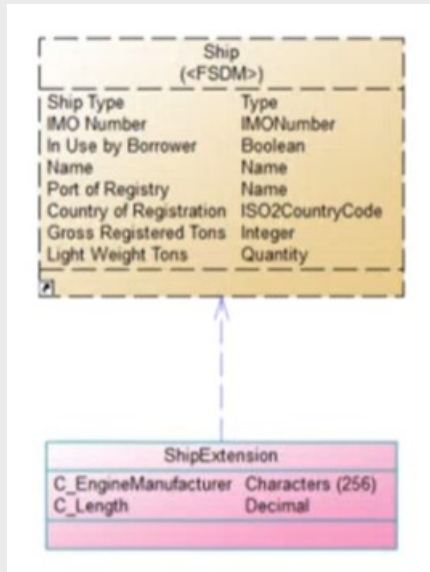 Ship
(<FSDM>)
Ship Type Type
IMO Number IMONumber
In Use by Borrower Boolean
Name Name
Port of Registry Name
Country of Registration ISO2CountryCode
Gross Registered Tons Integer
Light Weight Tons Quantity
ShipExtension
C_EngineManufacturer Characters (256)
C_Length Decimal